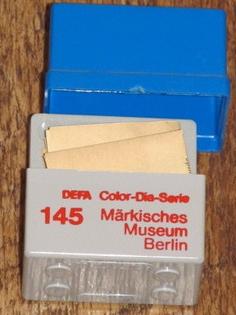 DEFA Color-Dia-Serie
145 Märkisches
Museum
Berlin